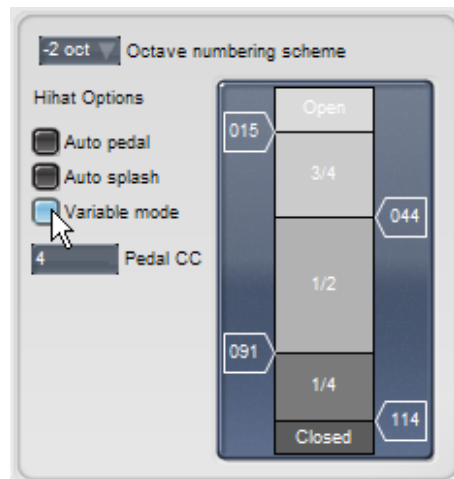 -2 oct Octave numbering scheme
Hihat Options
Auto pedal
Auto splash
Variable mode
4 Pedal CC
Open
015
3/4
044
1/2
091
1/4
114
Closed